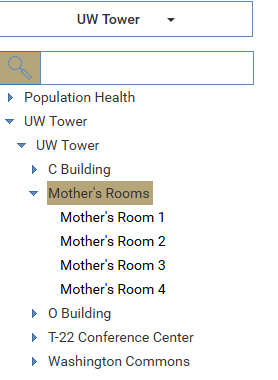 UW Tower
Population Health
UW Tower
UW Tower
C Building
Mother's Rooms
Mother's Room 1
Mother's Room 2
Mother's Room 3
Mother's Room 4
O Building
T-22 Conference Center
Washington Commons